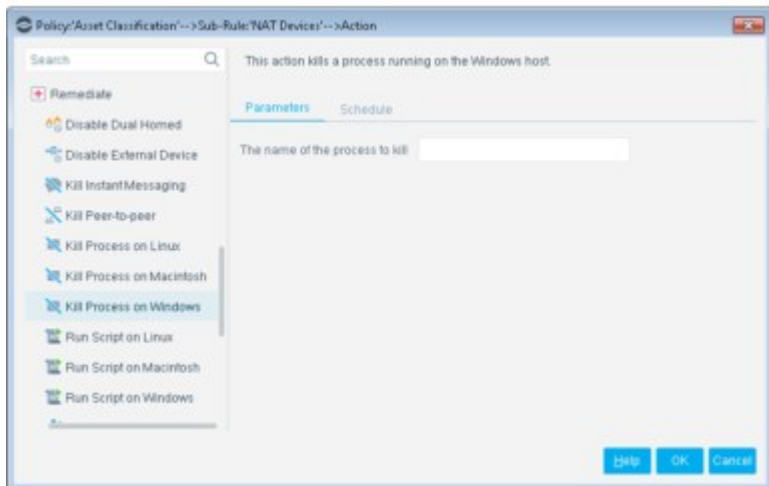 Policy:'Asset Classification'-->Sub-Rule:'NAT Devices'-->Action
Search
This action kills a process running on the Windows host.
Remediate
Parameters
Schedule
Disable Dual Homed
Disable External Device
The name of the process to kill
Kill Instant Messaging
Kill Peer-to-peer
Kill Process on Linux
Kill Process on Macintosh
Kill Process on Windows
Run Script on Linux
Run Script on Macintosh
Run Script on Windows
Help
OK
Cancel